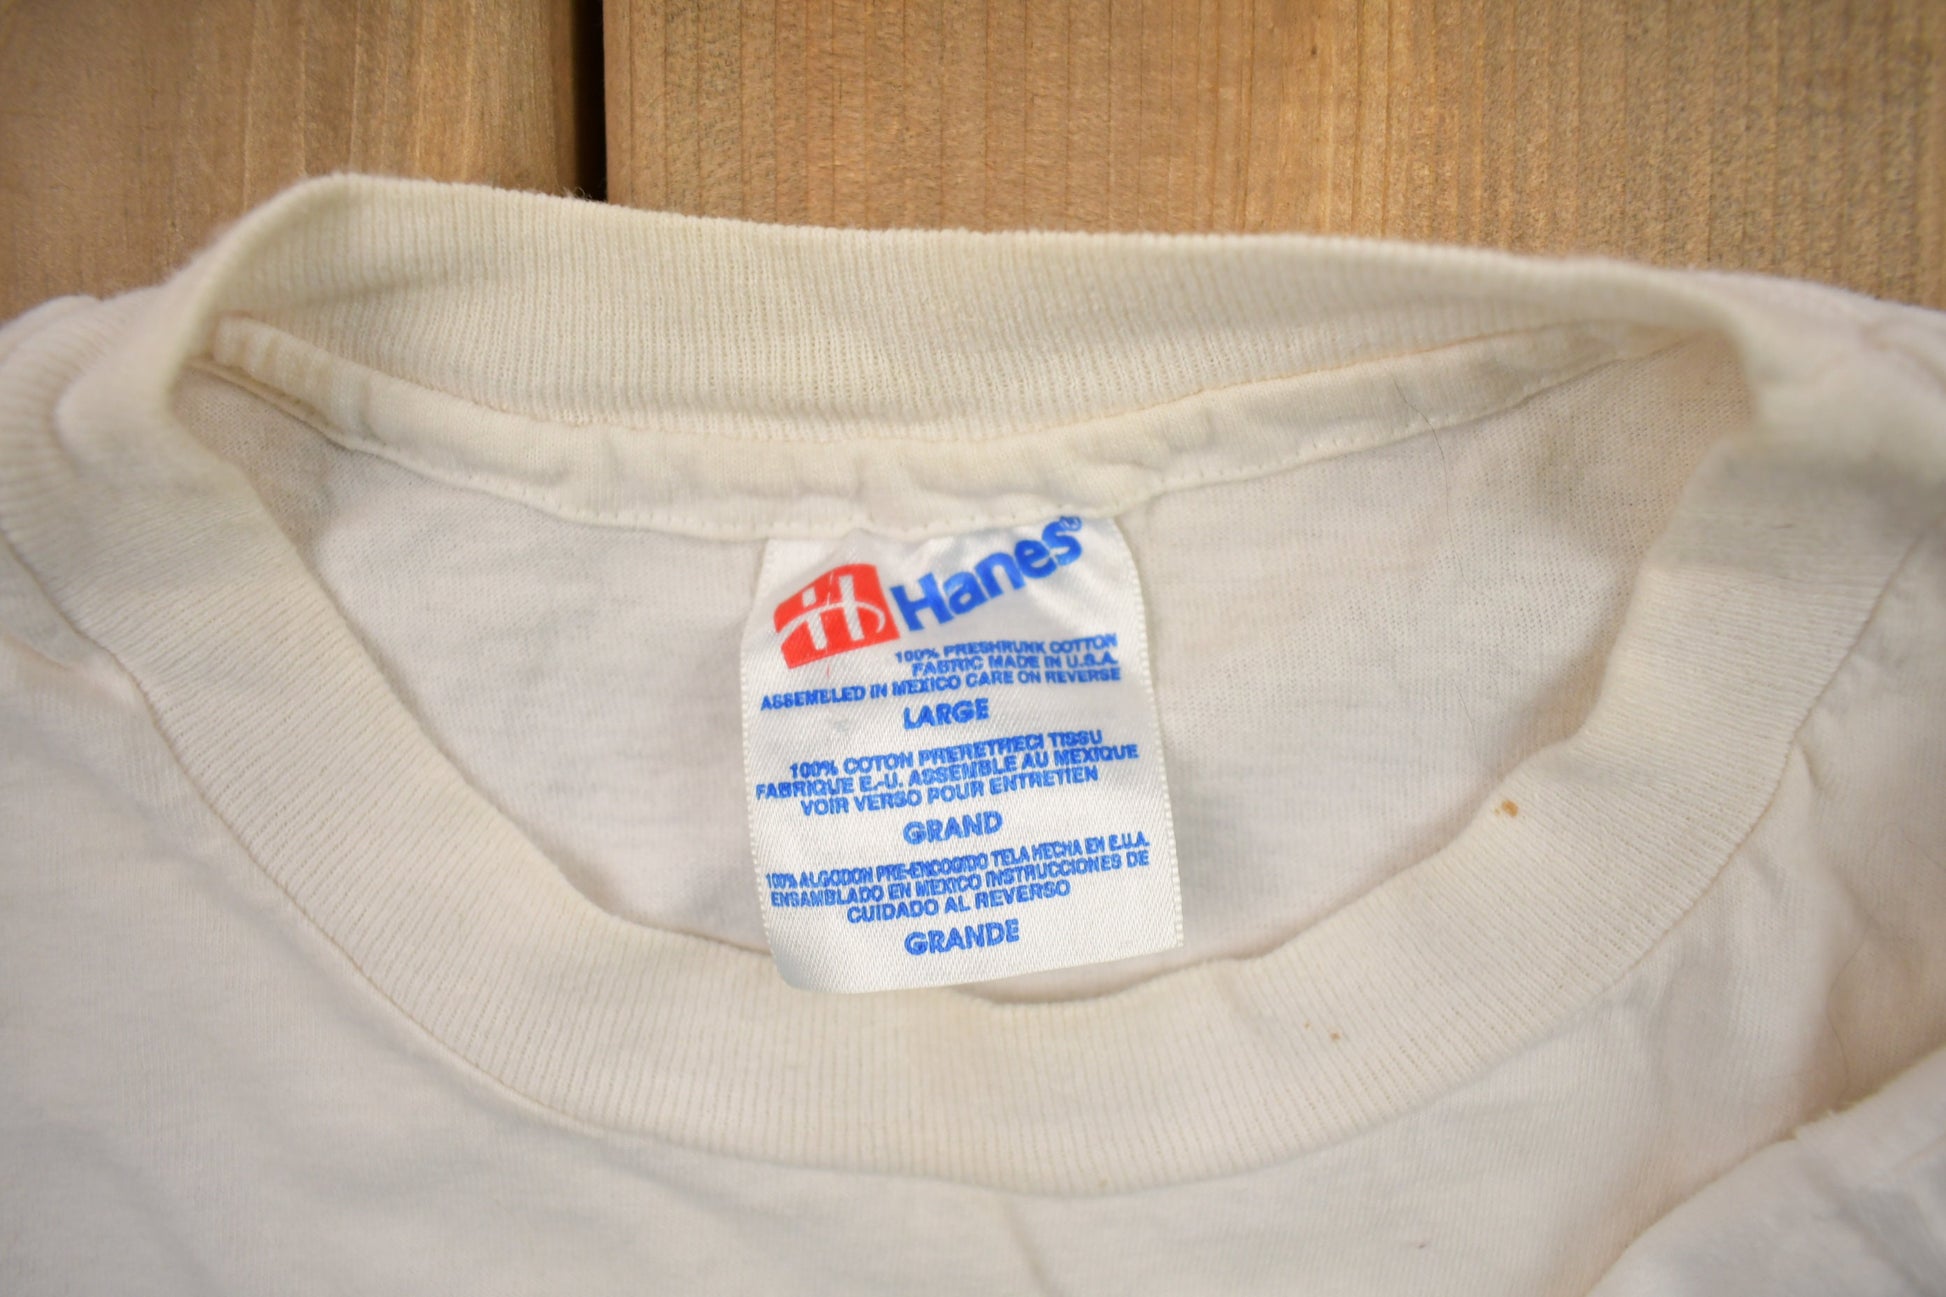 H Hanes®
100% PRESHRUNK COTTON
FABRIC MADE IN U.S.A.
ASSEMBLED IN MEXICO CARE ON REVERSE
LARGE
100% COTON PRERETRECI TISSU
FABRIQUE E.-U. ASSEMBLE AU MEXIQUE
VOIR VERSO POUR ENTRETIEN
GRAND
100% ALGODON PRE-ENCOGIDO TELA HECHA EN E.U.A.
ENSAMBLADO EN MEXICO INSTRUCCIONES DE
CUIDADO AL REVERSO
GRANDE